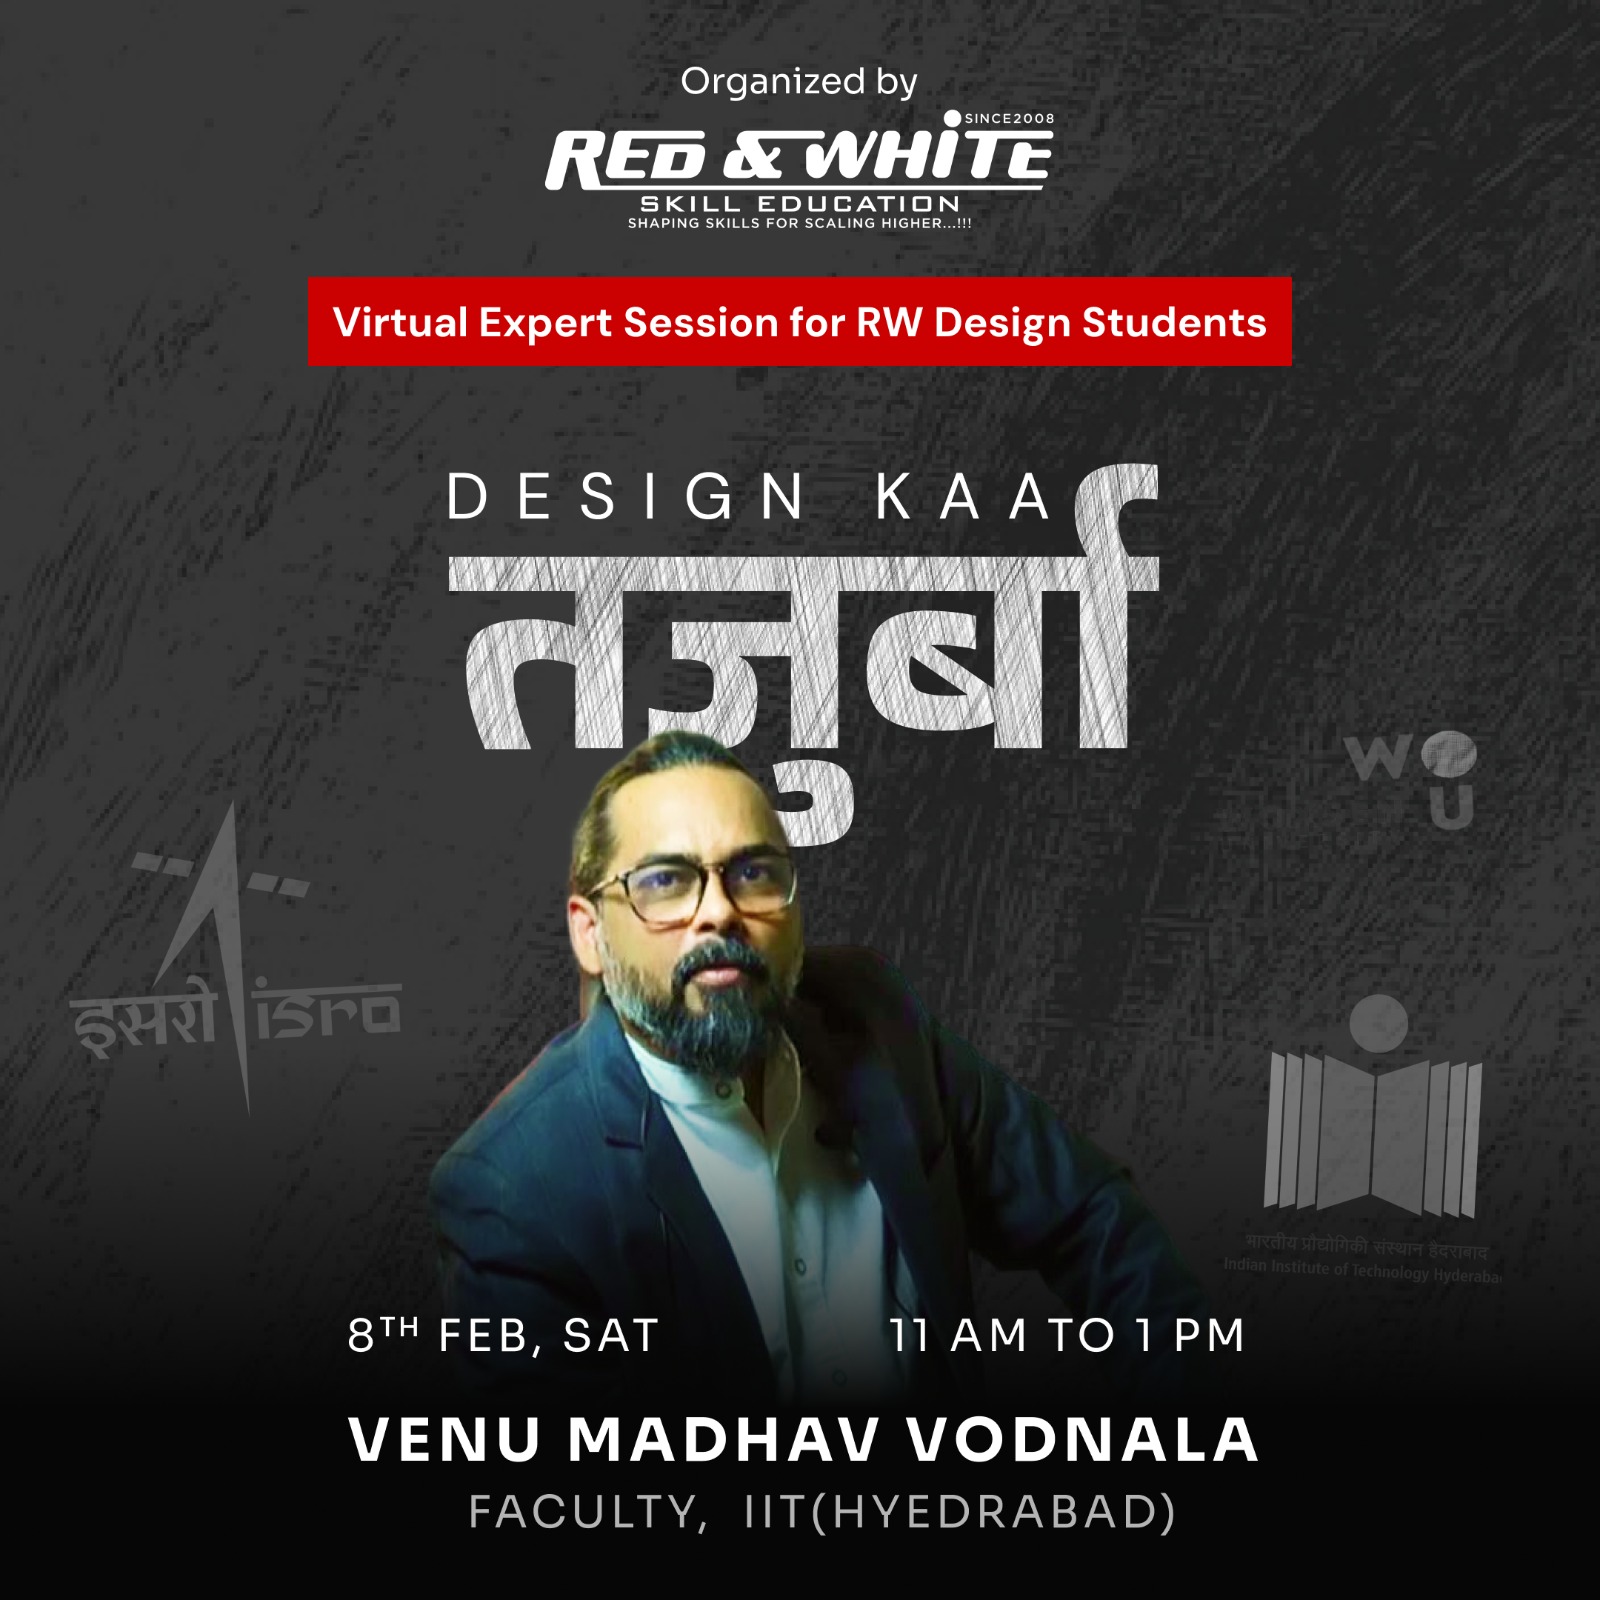 Organized by
SINCE2008
RED & WHITE
SKILL EDUCATION
SHAPING SKILLS FOR SCALING HIGHER...!!!
Virtual Expert Session for RW Design Students
DESIGN KAA
तजुर्बा
WOU
इसरो isro
भारतीय प्रौद्योगिकी संस्थान हैदराबाद
Indian Institute of Technology Hyderabad
8TH FEB, SAT
11 AM TO 1 PM
VENU MADHAV VODNALA
FACULTY, IIT(HYEDRABAD)